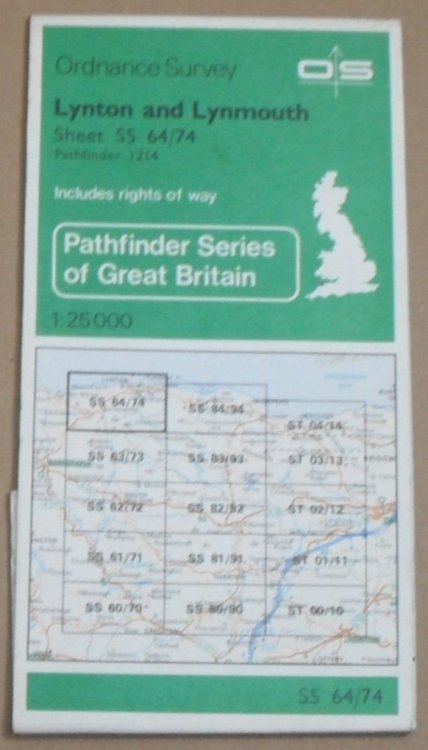 Ordnance Survey
OS
Lynton and Lynmouth
Sheet SS 64/74
Pathfinder 1214
Includes rights of way
Pathfinder Series
of Great Britain
1:25 000
SS 64/74
SS 84/94
ST 04/14
SS 63/73
SS 83/93
ST 03/13
SS 62/72
SS 82/92
ST 02/12
SS 61/71
SS 81/91
ST 01/11
SS 60/70
SS 80/90
ST 00/10
SS 64/74